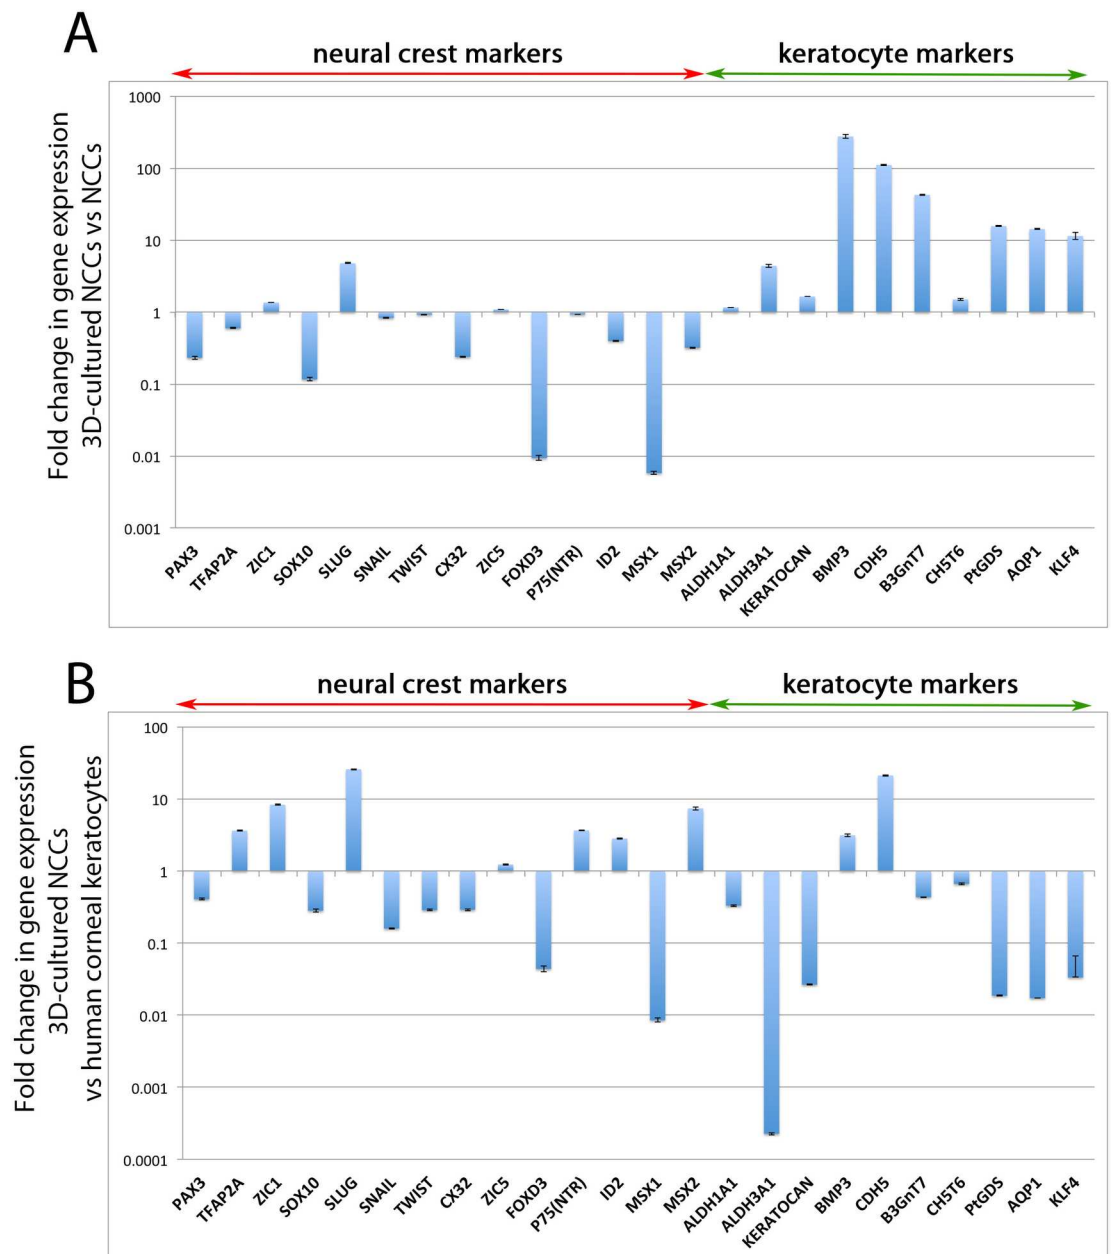 A
neural crest markers keratocyte markers
Fold change in gene expression
3D-cultured NCCs vs NCCs
1000
100
10
1
0.1
0.01
0.001
PAX3 TFAP2A ZIC1 SOX10 SLUG SNAIL TWIST CX32 ZIC5 FOXD3 P75(NTR) ID2 MSX1 MSX2 ALDH1A1 ALDH3A1 KERATOCAN BMP3 CDH5 B3GnT7 CH5T6 PtGDS AQP1 KLF4
B
neural crest markers keratocyte markers
Fold change in gene expression
3D-cultured NCCs
vs human corneal keratocytes
100
10
1
0.1
0.01
0.001
0.0001
PAX3 TFAP2A ZIC1 SOX10 SLUG SNAIL TWIST CX32 ZIC5 FOXD3 P75(NTR) ID2 MSX1 MSX2 ALDH1A1 ALDH3A1 KERATOCAN BMP3 CDH5 B3GnT7 CH5T6 PtGDS AQP1 KLF4